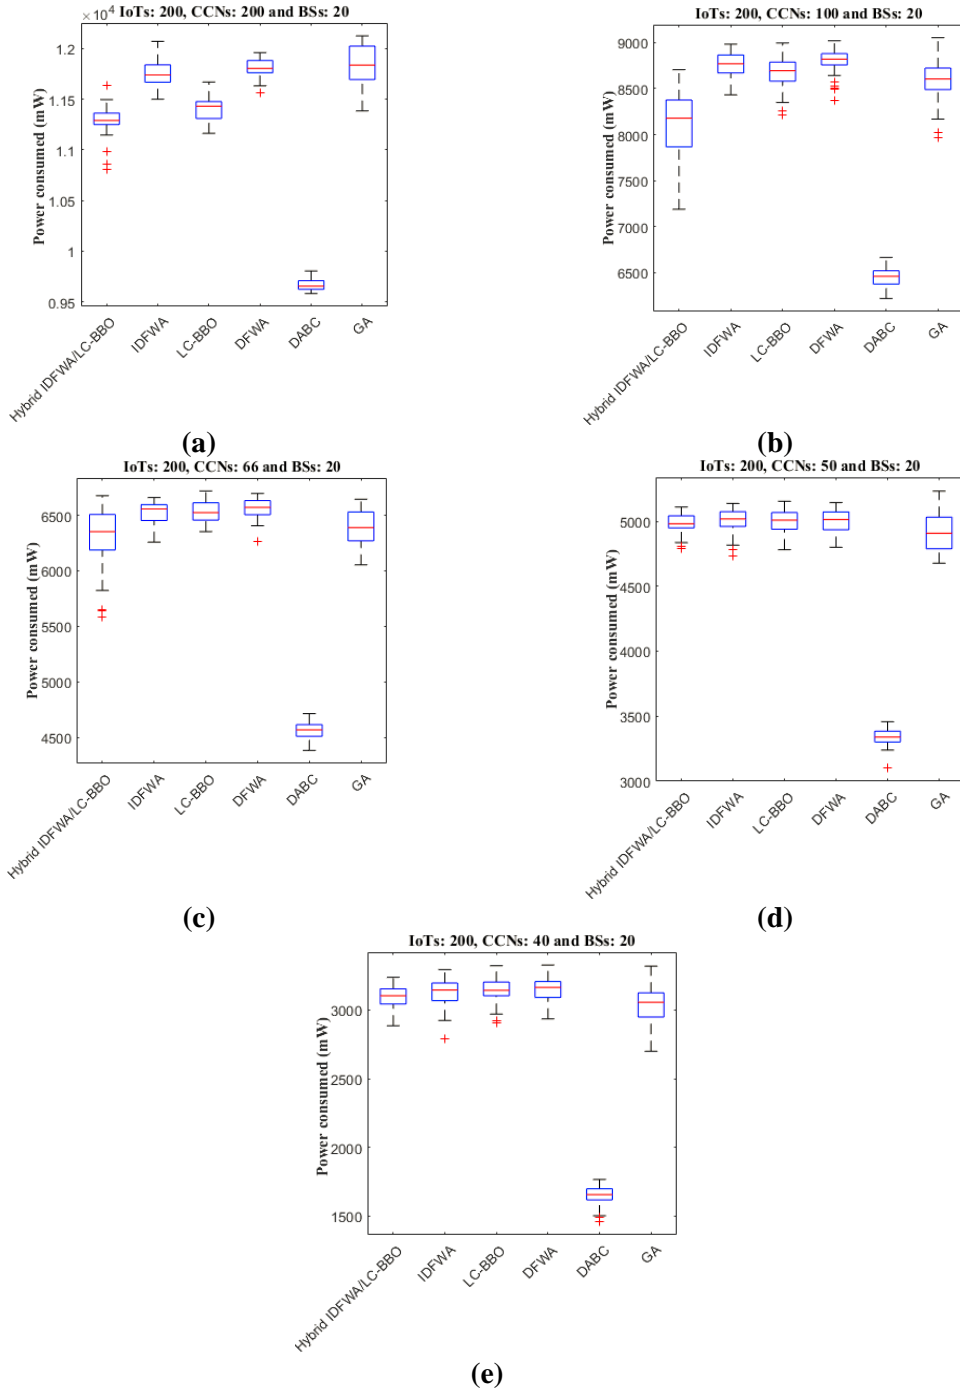 IoTs: 200, CCNs: 200 and BSs: 20
×10⁴
1.2
1.15
1.1
1.05
1
0.95
Power consumed (mW)
Hybrid IDFWA/LC-BBO
IDFWA
LC-BBO
DFWA
DABC
GA
(a)
IoTs: 200, CCNs: 100 and BSs: 20
9000
8500
8000
7500
7000
6500
Power consumed (mW)
Hybrid IDFWA/LC-BBO
IDFWA
LC-BBO
DFWA
DABC
GA
(b)
IoTs: 200, CCNs: 66 and BSs: 20
6500
6000
5500
5000
4500
Power consumed (mW)
Hybrid IDFWA/LC-BBO
IDFWA
LC-BBO
DFWA
DABC
GA
(c)
IoTs: 200, CCNs: 50 and BSs: 20
5000
4500
4000
3500
3000
Power consumed (mW)
Hybrid IDFWA/LC-BBO
IDFWA
LC-BBO
DFWA
DABC
GA
(d)
IoTs: 200, CCNs: 40 and BSs: 20
3000
2500
2000
1500
Power consumed (mW)
Hybrid IDFWA/LC-BBO
IDFWA
LC-BBO
DFWA
DABC
GA
(e)